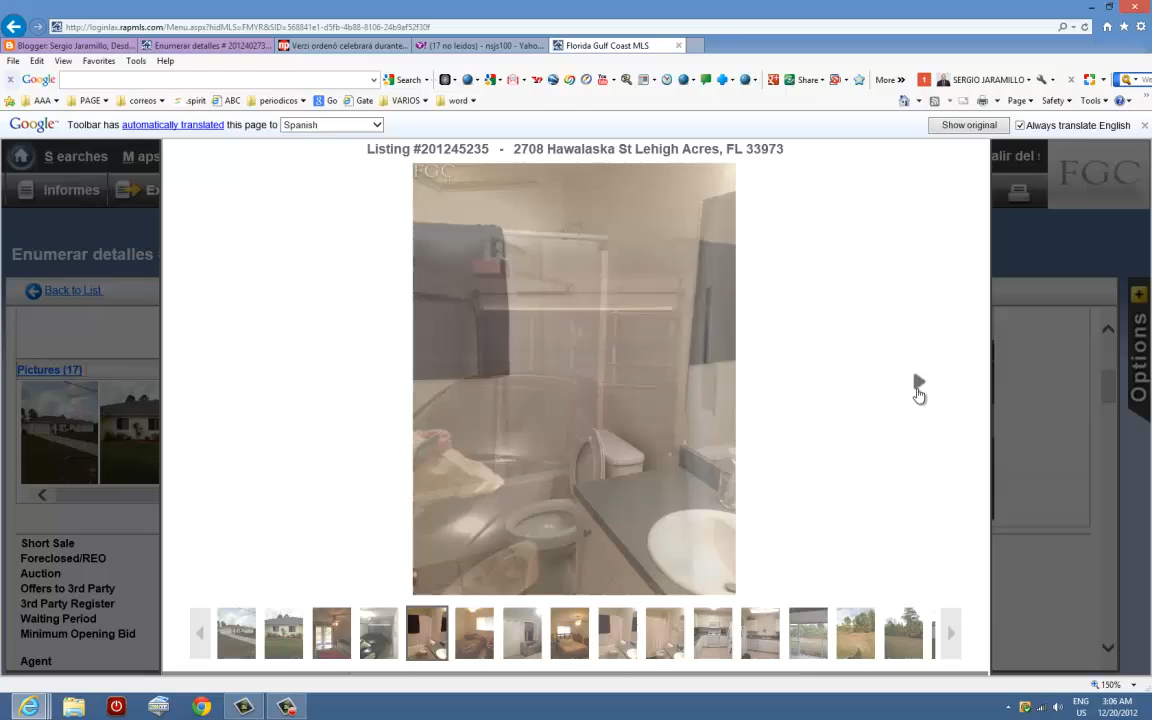 http://loginlax.rapmls.com/Menu.aspx?hidMLS=FMYR&SID=568841e1-d5fb-4b88-8106-24b9af52f30f
Blogger: Sergio Jaramillo, Desd...
Enumerar detalles # 201240273...
Verzi ordenó celebrará durante...
(17 no leidos) - nsjs100 - Yaho...
Florida Gulf Coast MLS
File Edit View Favorites Tools Help
Google Search Share More >> SERGIO JARAMILLO
AAA PAGE correos .spirit ABC periodicos Go Gate VARIOS word Page Safety Tools
Google Toolbar has automatically translated this page to Spanish Show original Always translate English
Listing #201245235 - 2708 Hawalaska St Lehigh Acres, FL 33973
Searches Maps alir del
Informes FGC
FGC
Enumerar detalles
Back to List
Options
Pictures (17)
Short Sale
Foreclosed/REO
Auction
Offers to 3rd Party
3rd Party Register
Waiting Period
Minimum Opening Bid
Agent
150%
ENG 3:06 AM
US 12/20/2012